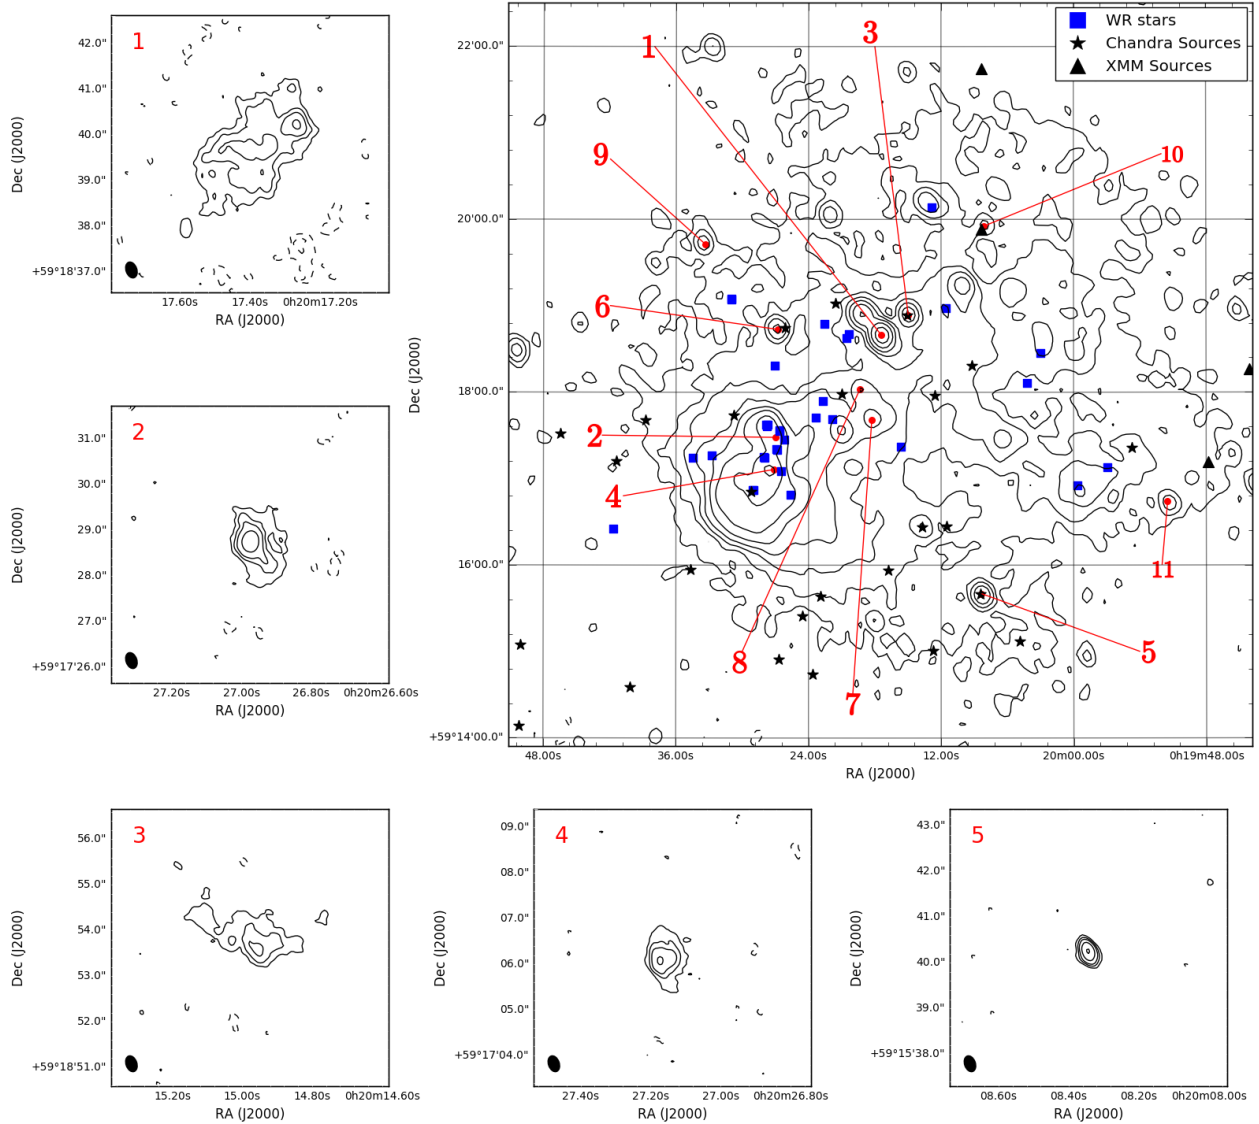 1
42.0"
41.0"
40.0"
39.0"
38.0"
+59°18'37.0"
Dec (J2000)
17.60s 17.40s 0h20m17.20s
RA (J2000)
2
31.0"
30.0"
29.0"
28.0"
27.0"
+59°17'26.0"
Dec (J2000)
27.20s 27.00s 26.80s 0h20m26.60s
RA (J2000)
WR stars
Chandra Sources
XMM Sources
22'00.0"
20'00.0"
18'00.0"
16'00.0"
+59°14'00.0"
Dec (J2000)
1
3
9
10
6
2
4
11
8
5
7
48.00s 36.00s 24.00s 12.00s 20m00.00s 0h19m48.00s
RA (J2000)
3
56.0"
55.0"
54.0"
53.0"
52.0"
+59°18'51.0"
Dec (J2000)
15.20s 15.00s 14.80s 0h20m14.60s
RA (J2000)
4
09.0"
08.0"
07.0"
06.0"
05.0"
+59°17'04.0"
Dec (J2000)
27.40s 27.20s 27.00s 0h20m26.80s
RA (J2000)
5
43.0"
42.0"
41.0"
40.0"
39.0"
+59°15'38.0"
Dec (J2000)
08.60s 08.40s 08.20s 0h20m08.00s
RA (J2000)